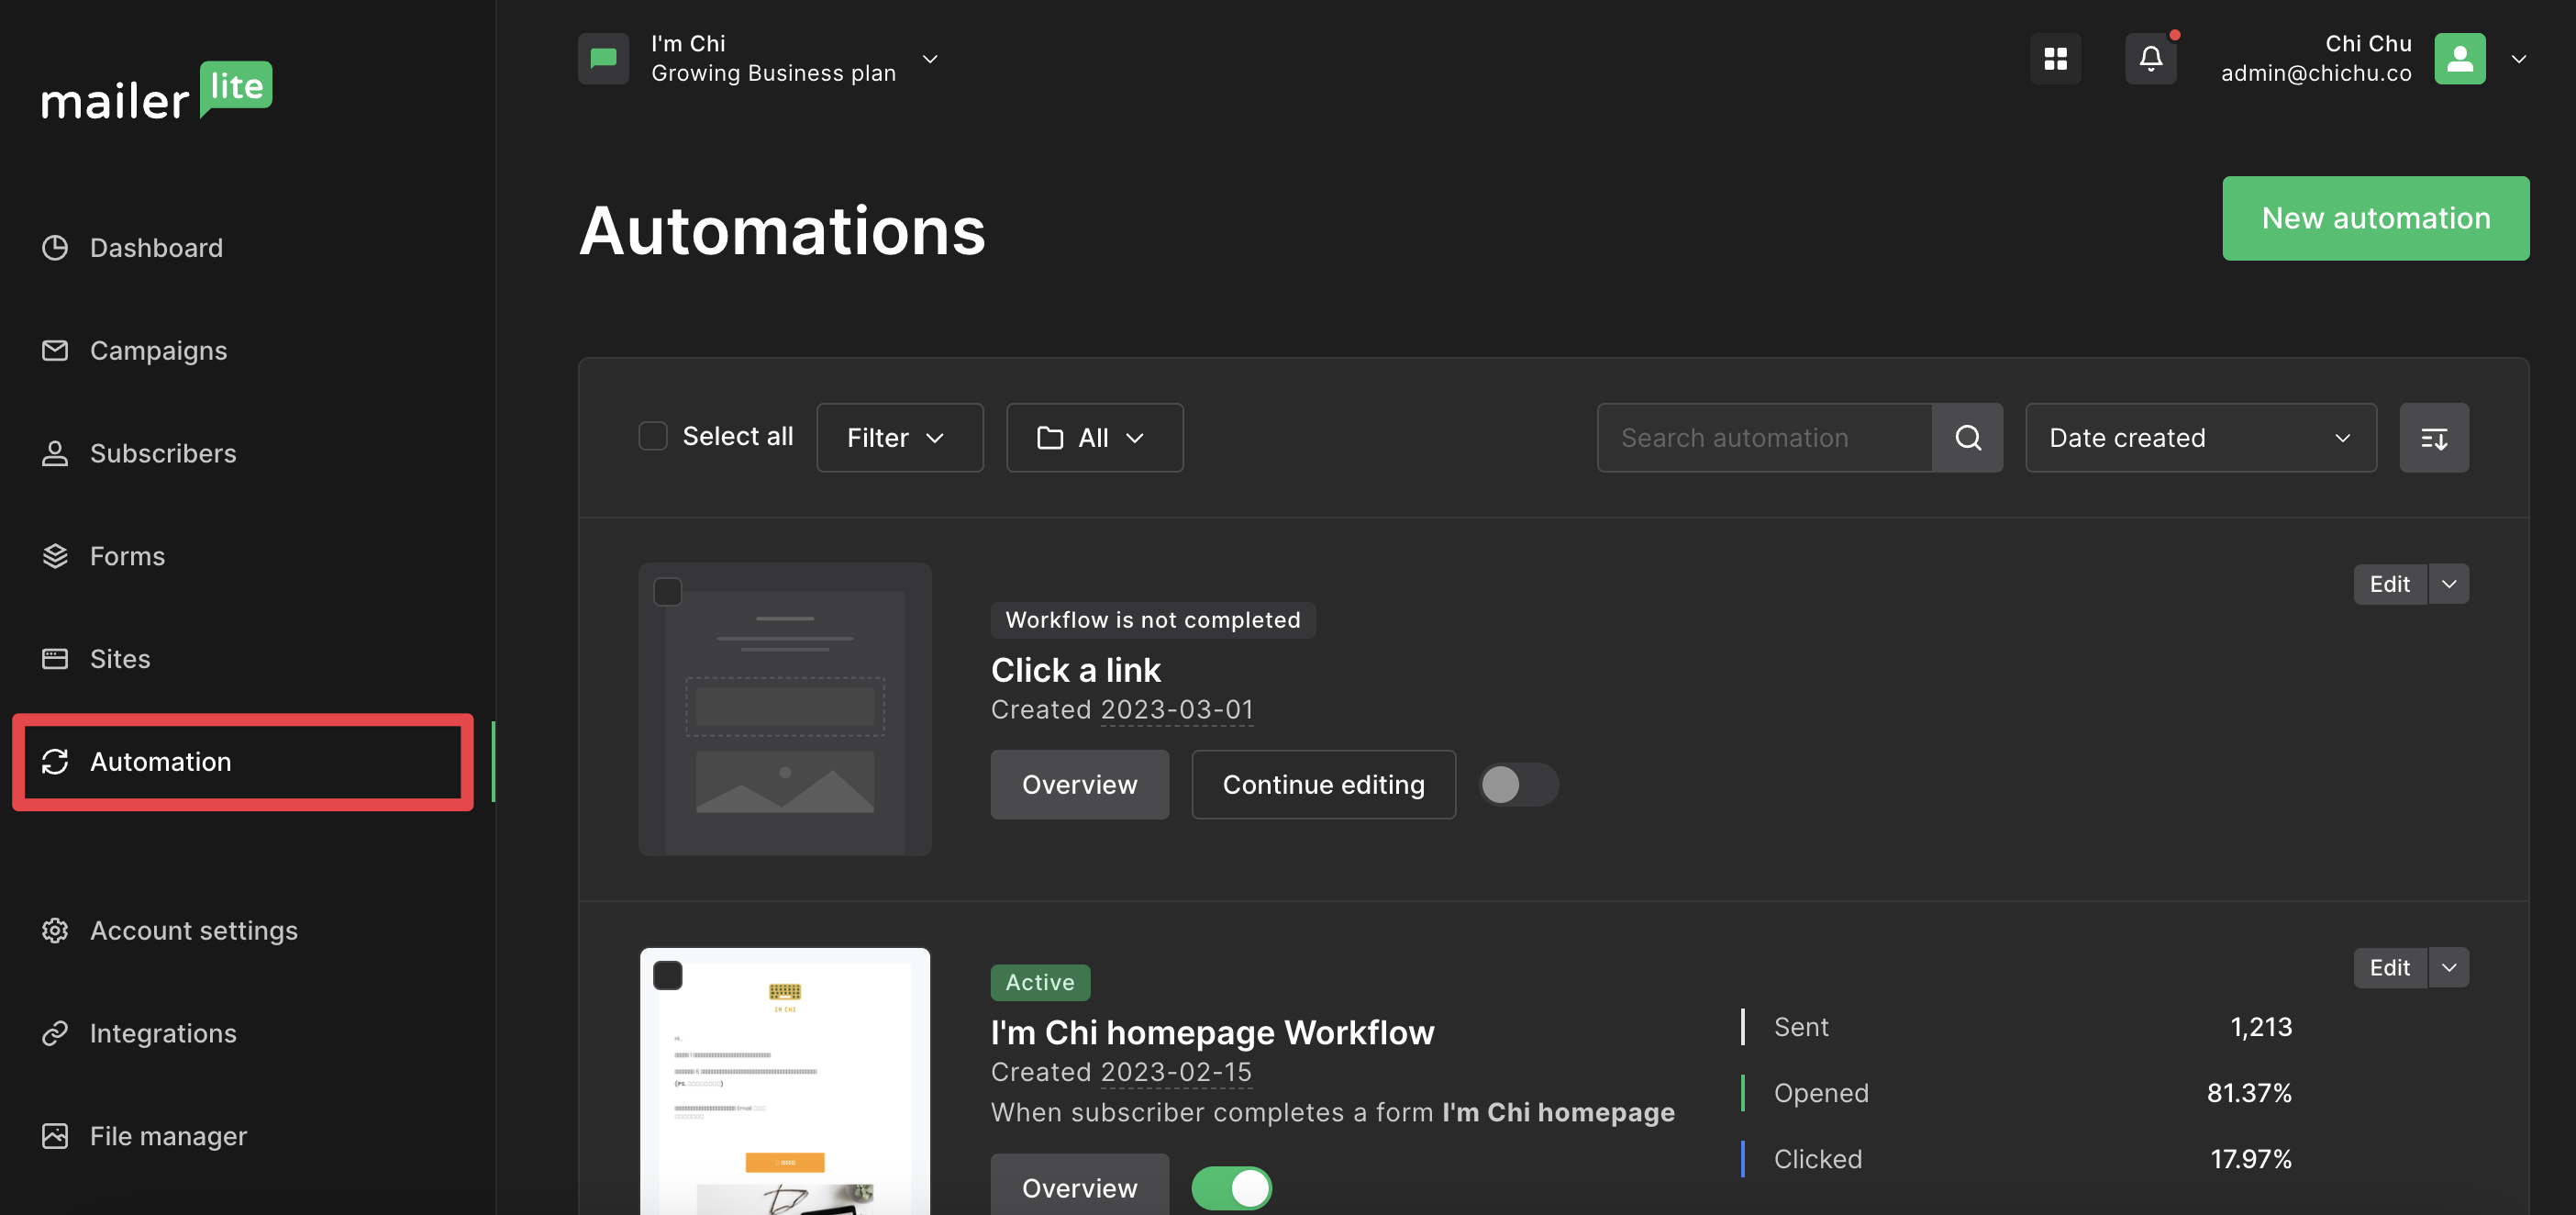 mailer lite
I'm Chi
Growing Business plan
Chi Chu
admin@chichu.co
Dashboard
Campaigns
Subscribers
Forms
Sites
Automation
Account settings
Integrations
File manager
Automations
New automation
Select all
Filter
All
Search automation
Date created
Workflow is not completed
Edit
Click a link
Created 2023-03-01
Overview
Continue editing
IM CHI
Active
Edit
I'm Chi homepage Workflow
Created 2023-02-15
When subscriber completes a form I'm Chi homepage
Overview
Sent 1,213
Opened 81.37%
Clicked 17.97%